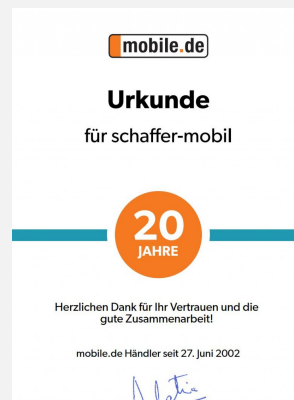 mobile.de
Urkunde
für schaffer-mobil
20
JAHRE
Herzlichen Dank für Ihr Vertrauen und die
gute Zusammenarbeit!
mobile.de Händler seit 27. Juni 2002